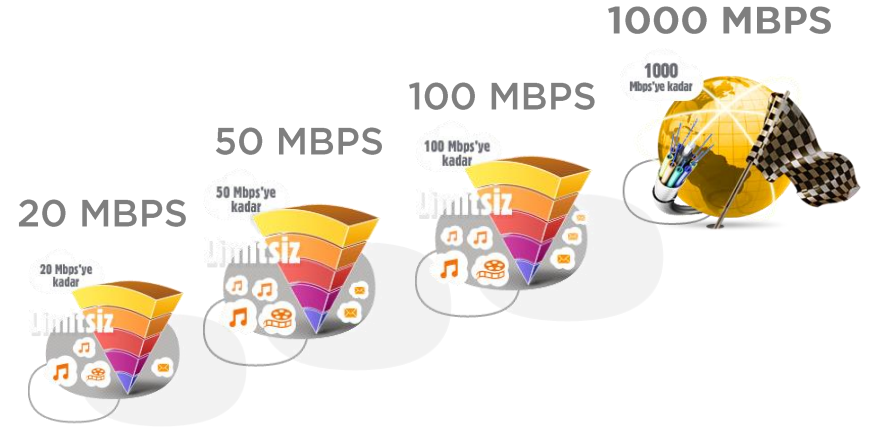 20 MBPS
20 Mbps'ye
kadar
Limitsiz
50 MBPS
50 Mbps'ye
kadar
Limitsiz
100 MBPS
100 Mbps'ye
kadar
Limitsiz
1000 MBPS
1000
Mbps'ye kadar